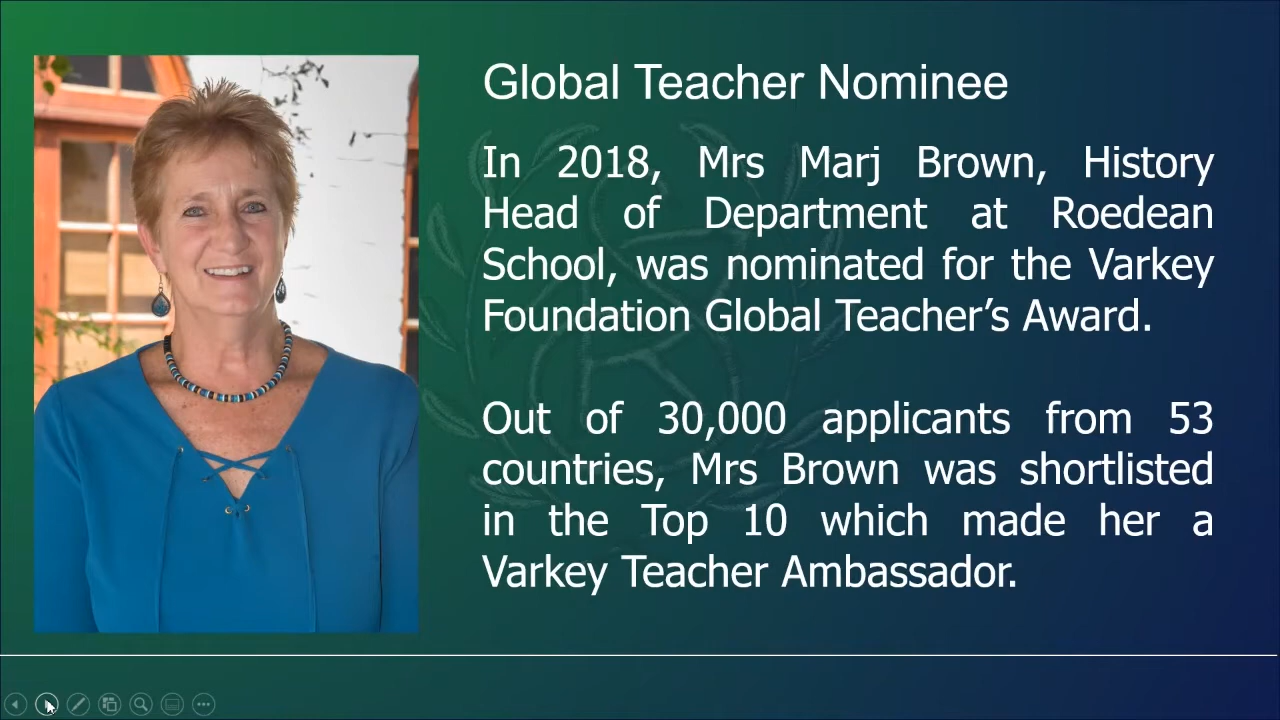 Global Teacher Nominee
In 2018, Mrs Marj Brown, History
Head of Department at Roedean
School, was nominated for the Varkey
Foundation Global Teacher’s Award.
Out of 30,000 applicants from 53
countries, Mrs Brown was shortlisted
in the Top 10 which made her a
Varkey Teacher Ambassador.